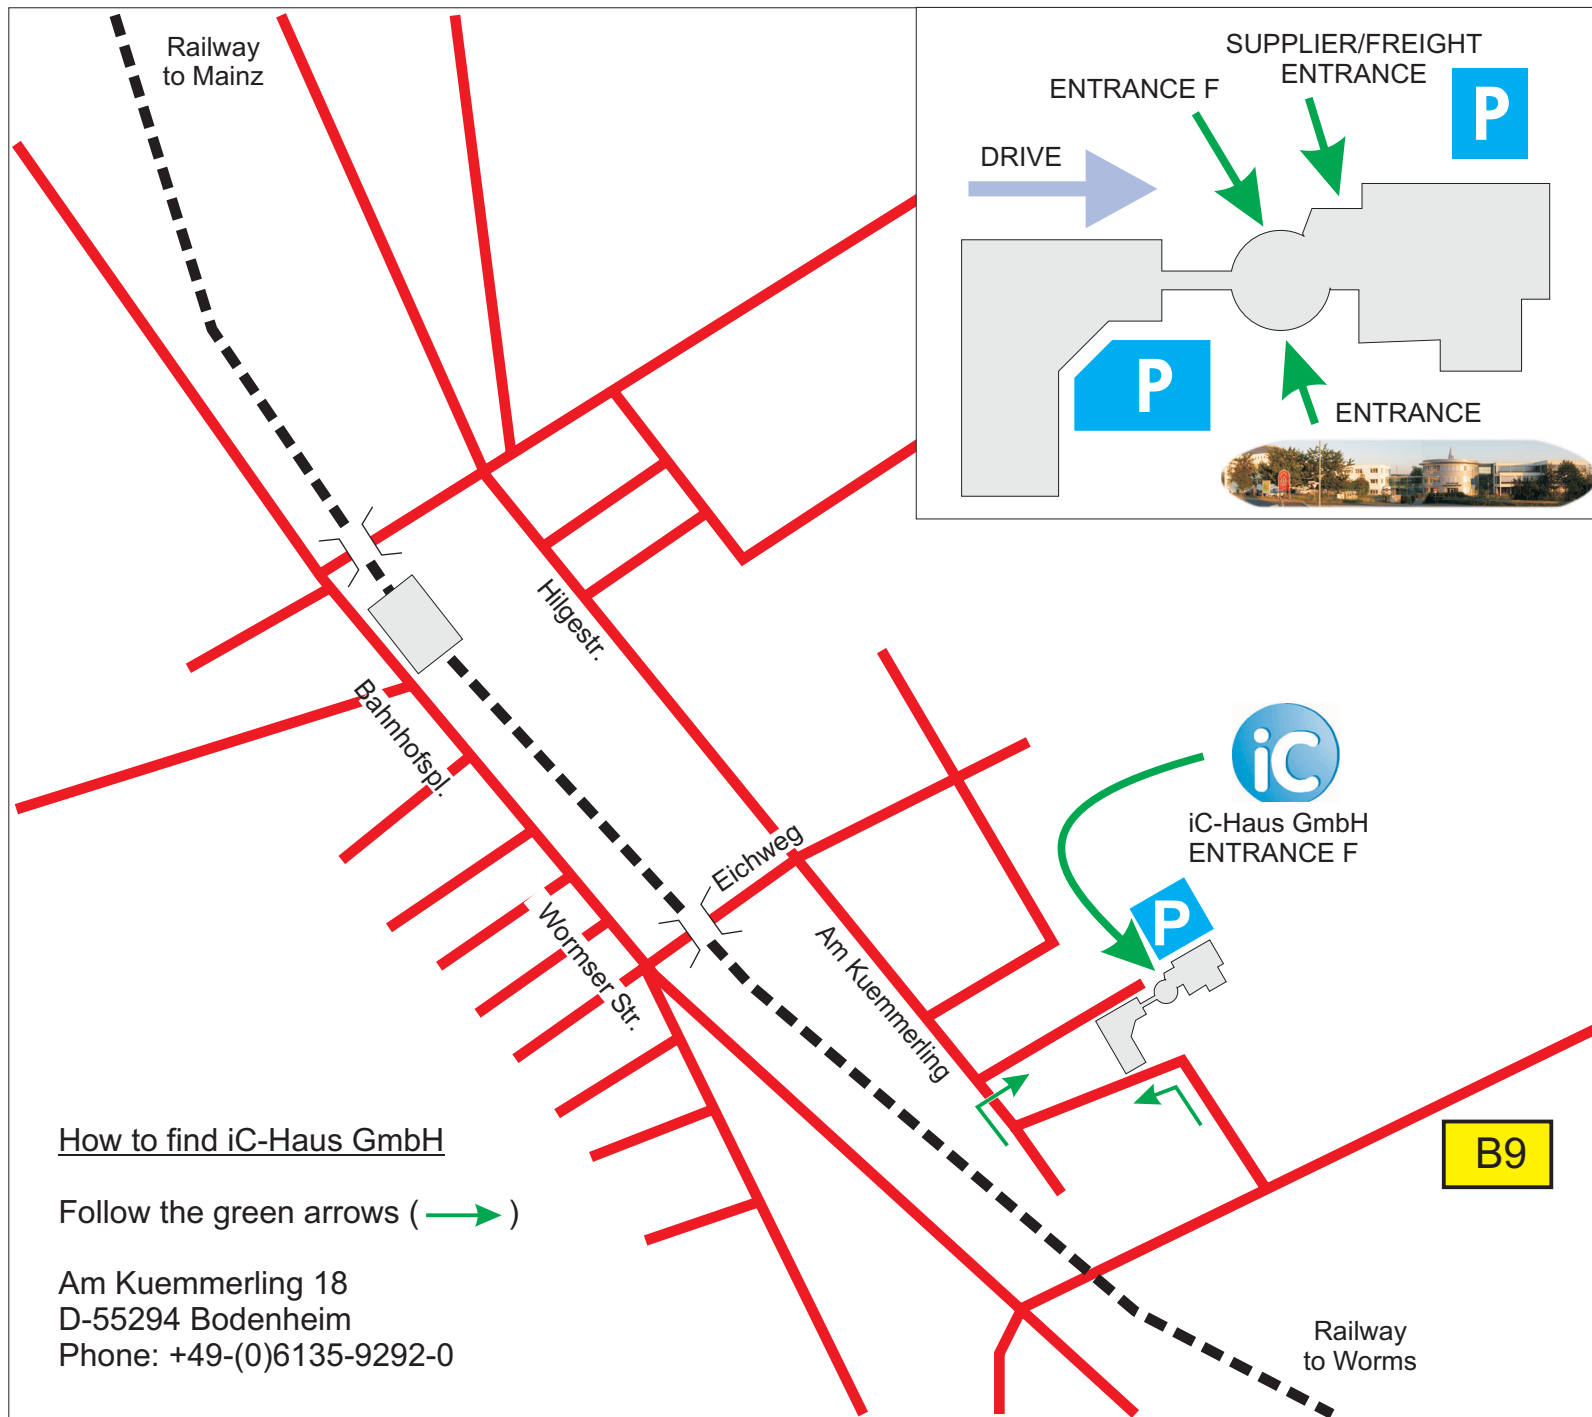 Railway
to Mainz
SUPPLIER/FREIGHT
ENTRANCE
ENTRANCE F
P
DRIVE
P
ENTRANCE
Hilgestr.
Bahnhofspl.
Eichweg
Wormser Str.
Am Kuemmerling
iC
iC-Haus GmbH
ENTRANCE F
P
B9
How to find iC-Haus GmbH
Follow the green arrows ( )
Am Kuemmerling 18
D-55294 Bodenheim
Phone: +49-(0)6135-9292-0
Railway
to Worms